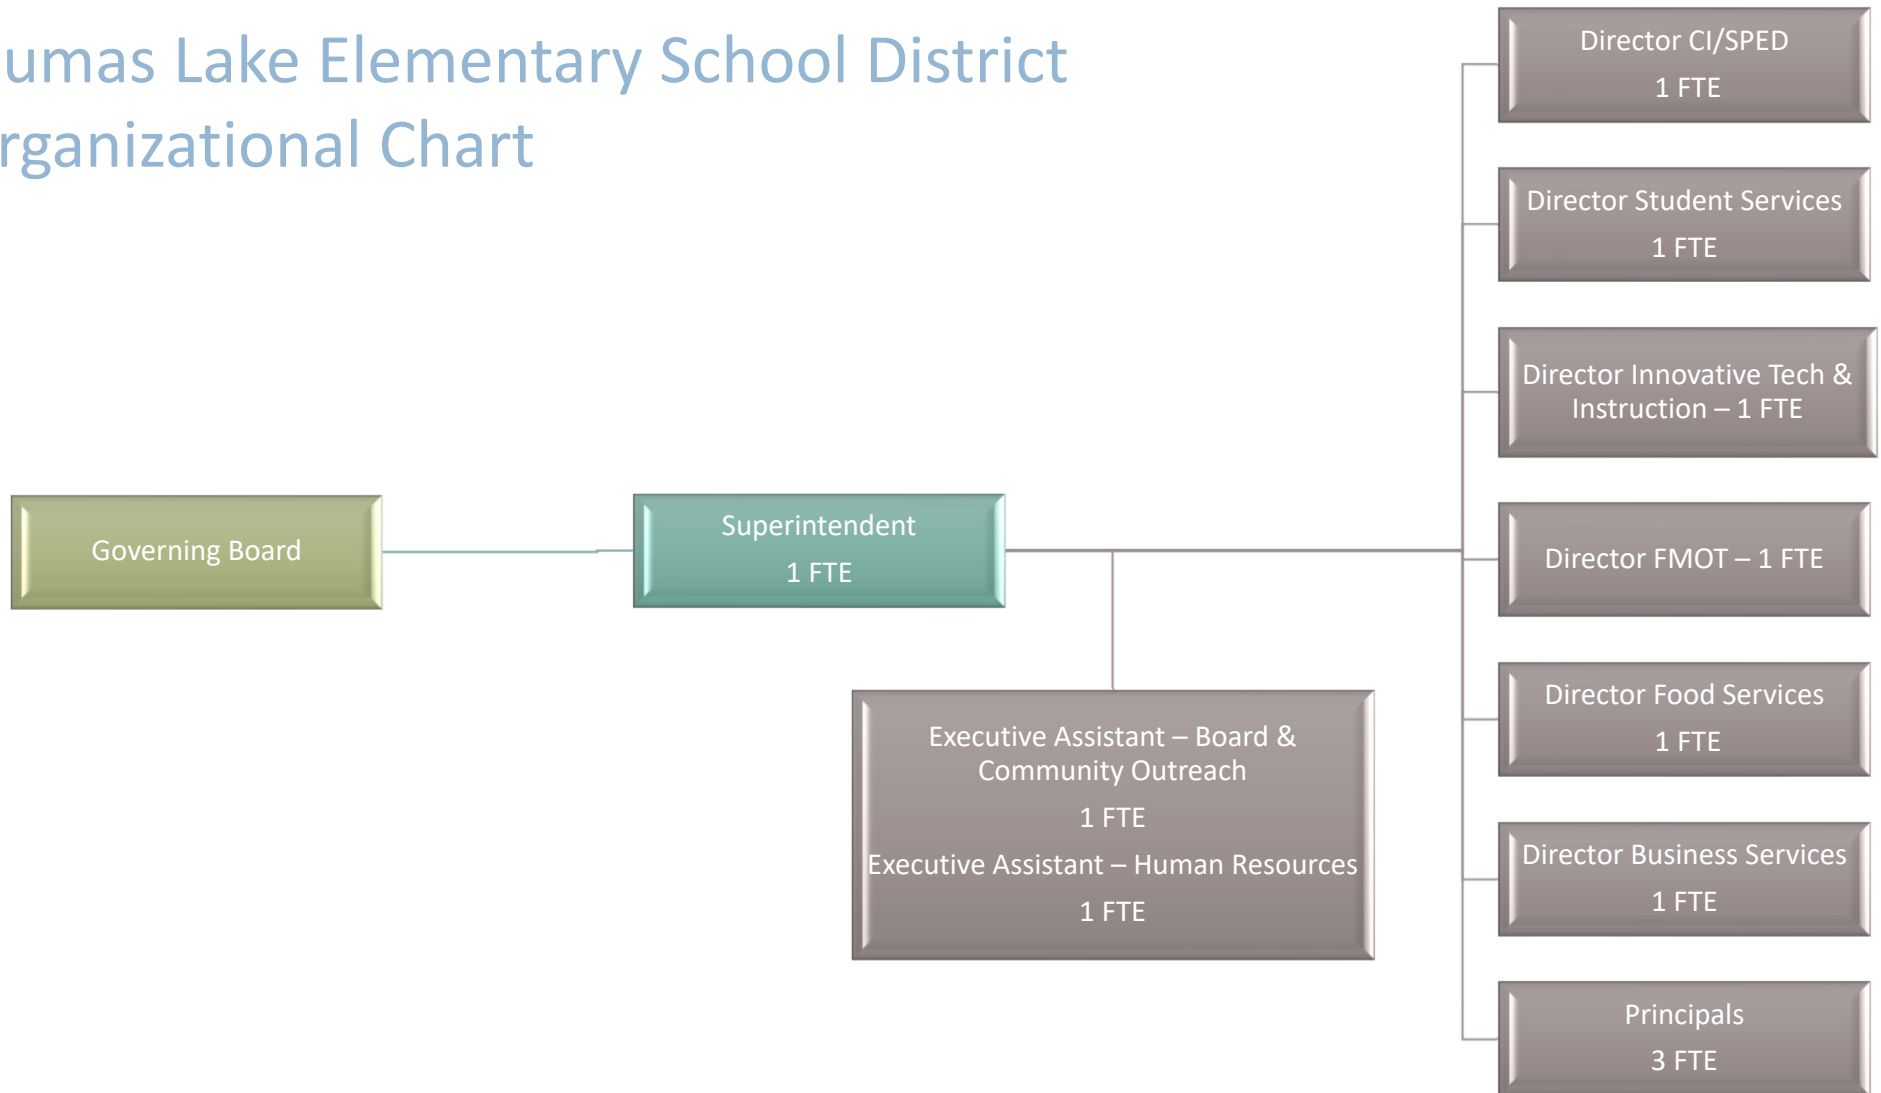 umas Lake Elementary School District
rganizational Chart
Governing Board
Superintendent
1 FTE
Executive Assistant – Board &
Community Outreach
1 FTE
Executive Assistant – Human Resources
1 FTE
Director CI/SPED
1 FTE
Director Student Services
1 FTE
Director Innovative Tech &
Instruction – 1 FTE
Director FMOT – 1 FTE
Director Food Services
1 FTE
Director Business Services
1 FTE
Principals
3 FTE